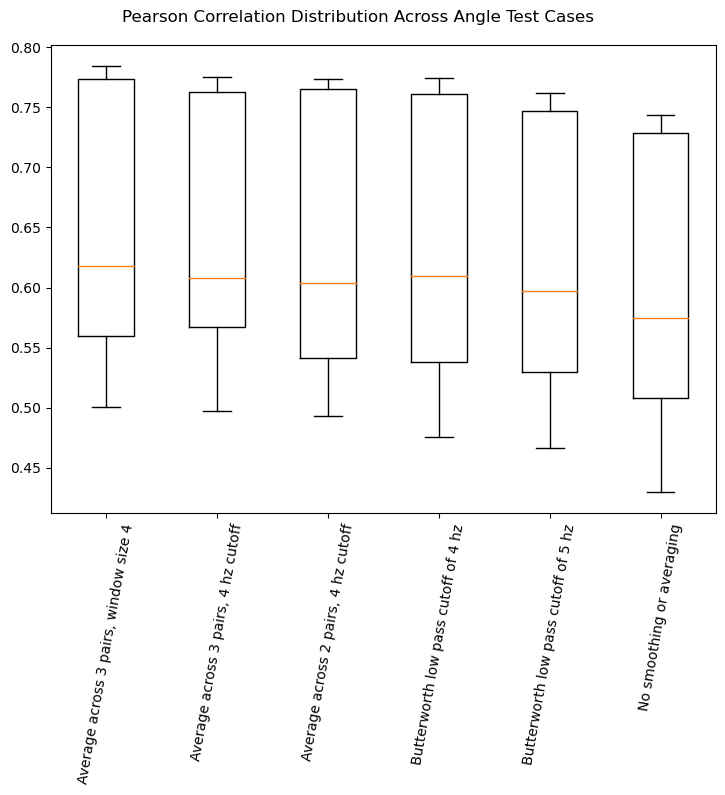 Pearson Correlation Distribution Across Angle Test Cases
0.80
0.75
0.70
0.65
0.60
0.55
0.50
0.45
Average across 3 pairs, window size 4
Average across 3 pairs, 4 hz cutoff
Average across 2 pairs, 4 hz cutoff
Butterworth low pass cutoff of 4 hz
Butterworth low pass cutoff of 5 hz
No smoothing or averaging